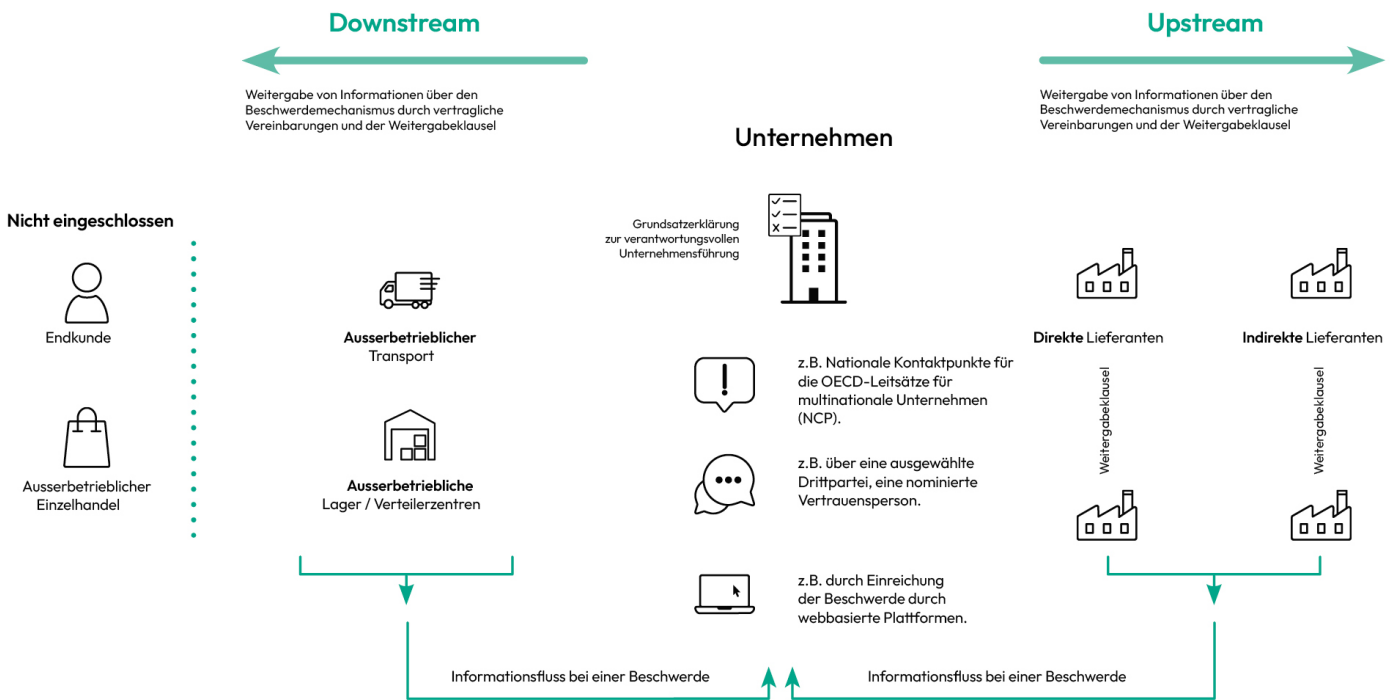 Downstream
Upstream
Weitergabe von Informationen über den
Beschwerdemechanismus durch vertragliche
Vereinbarungen und der Weitergabeklausel
Weitergabe von Informationen über den
Beschwerdemechanismus durch vertragliche
Vereinbarungen und der Weitergabeklausel
Unternehmen
Nicht eingeschlossen
Grundsatzerklärung
zur verantwortungsvollen
Unternehmensführung
Endkunde
Ausserbetrieblicher
Transport
Direkte Lieferanten
Indirekte Lieferanten
z.B. Nationale Kontaktpunkte für
die OECD-Leitsätze für
multinationale Unternehmen
(NCP).
Weitergabeklausel
Weitergabeklausel
Ausserbetrieblicher
Einzelhandel
Ausserbetriebliche
Lager / Verteilerzentren
z.B. über eine ausgewählte
Drittpartei, eine nominierte
Vertrauensperson.
z.B. durch Einreichung
der Beschwerde durch
webbasierte Plattformen.
Informationsfluss bei einer Beschwerde
Informationsfluss bei einer Beschwerde